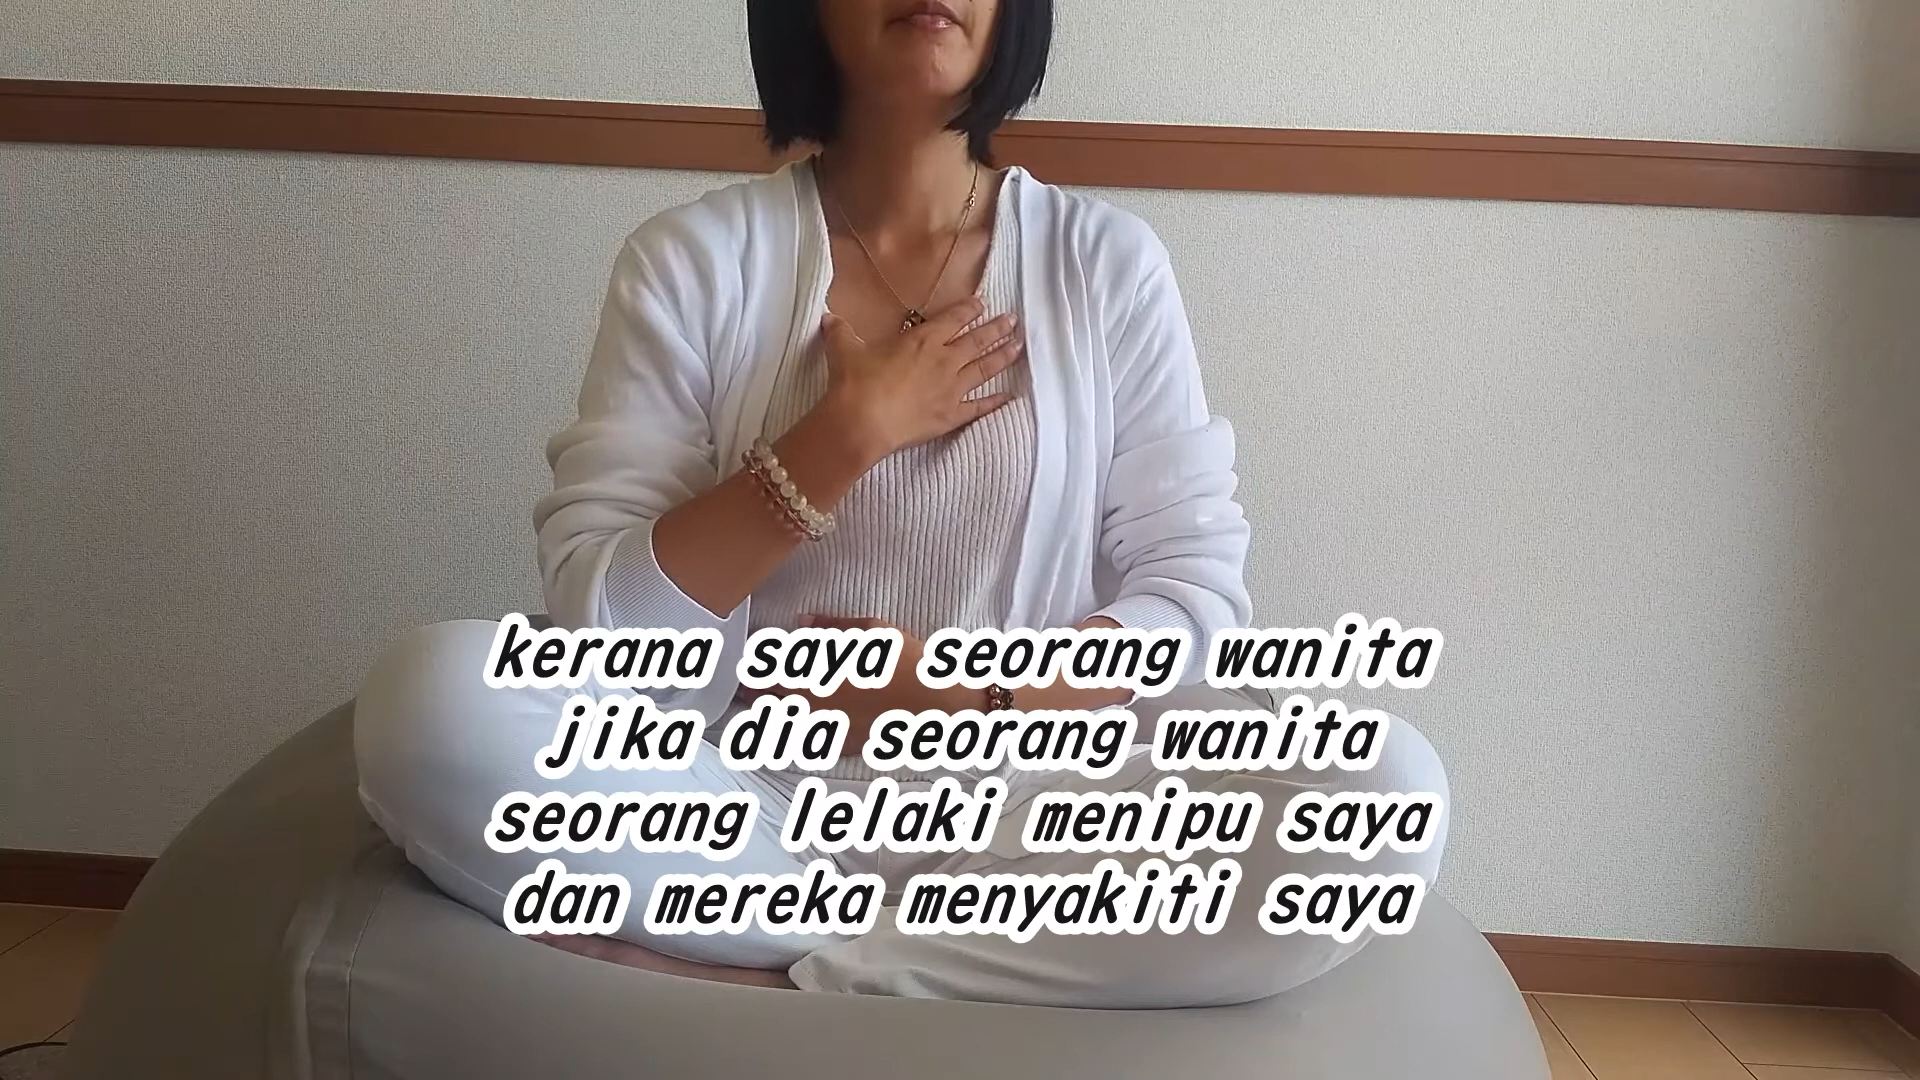 kerana saya seorang wanita
jika dia seorang wanita
seorang lelaki menipu saya
dan mereka menyakiti saya